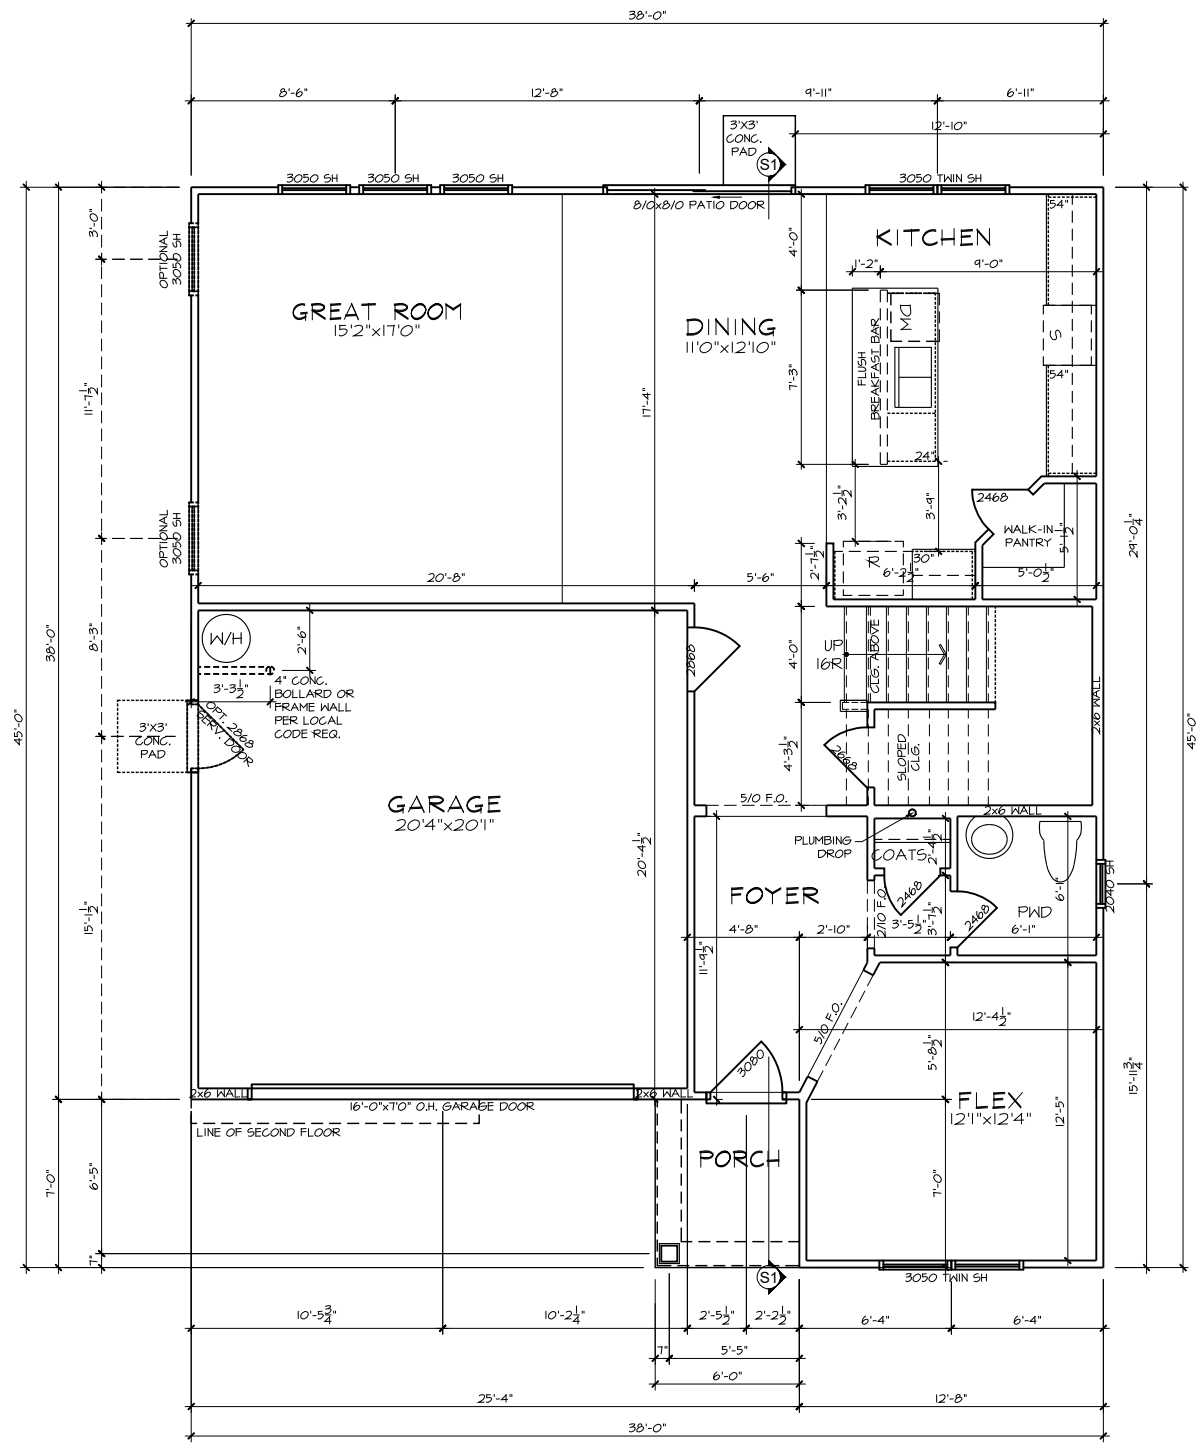 38'-0"
8'-6"
12'-8"
9'-11"
6'-11"
3'X3'
CONC.
PAD
12'-10"
S1
3050 SH
3050 SH
3050 SH
8/0x8/0 PATIO DOOR
3050 TWIN SH
3'-0"
OPTIONAL
3050 SH
4'-0"
KITCHEN
54"
1'-2"
9'-0"
GREAT ROOM
15'2"x17'0"
DINING
11'0"x12'10"
DW
S
FLUSH
BREAKFAST BAR
7'-3"
54"
11'-7 1/2"
17'-4"
24"
3'-2 1/2"
3'-9"
2468
WALK-IN
PANTRY
5'-1 1/2"
29'-0 1/4"
OPTIONAL
3050 SH
2'-7 1/2"
R
30"
20'-8"
5'-6"
6'-2 1/2"
5'-0 1/2"
38'-0"
8'-3"
W/H
2'-6"
2868
4'-0"
UP
16R
CLG. ABOVE
3'-3 1/2"
4" CONC.
BOLLARD OR
FRAME WALL
PER LOCAL
CODE REQ.
2x6 WALL
45'-0"
3'X3'
CONC.
PAD
OPT. 2868
SERV. DOOR
4'-3 1/2"
2668
SLOPED
CLG.
45'-0"
GARAGE
20'4"x20'1"
5/0 F.O.
2x6 WALL
PLUMBING
DROP
COATS
2'-4 1/2"
20'-4 1/2"
FOYER
2468
2/10 F.O.
3'-5 1/2"
3'-7 1/2"
2468
PWD
6'-1"
2040 SH
15'-1 1/2"
4'-8"
2'-10"
6'-1"
11'-9 1/2"
5/0 F.O.
12'-4 1/2"
5'-8 1/2"
3080
15'-11 3/4"
2x6 WALL
2x6 WALL
16'-0"x7'0" O.H. GARAGE DOOR
FLEX
12'1"x12'4"
12'-5"
LINE OF SECOND FLOOR
PORCH
7'-0"
6'-5"
7'-0"
7"
S1
3050 TWIN SH
10'-5 3/4"
10'-2 1/4"
2'-5 1/2"
2'-2 1/2"
6'-4"
6'-4"
7"
5'-5"
6'-0"
25'-4"
12'-8"
38'-0"